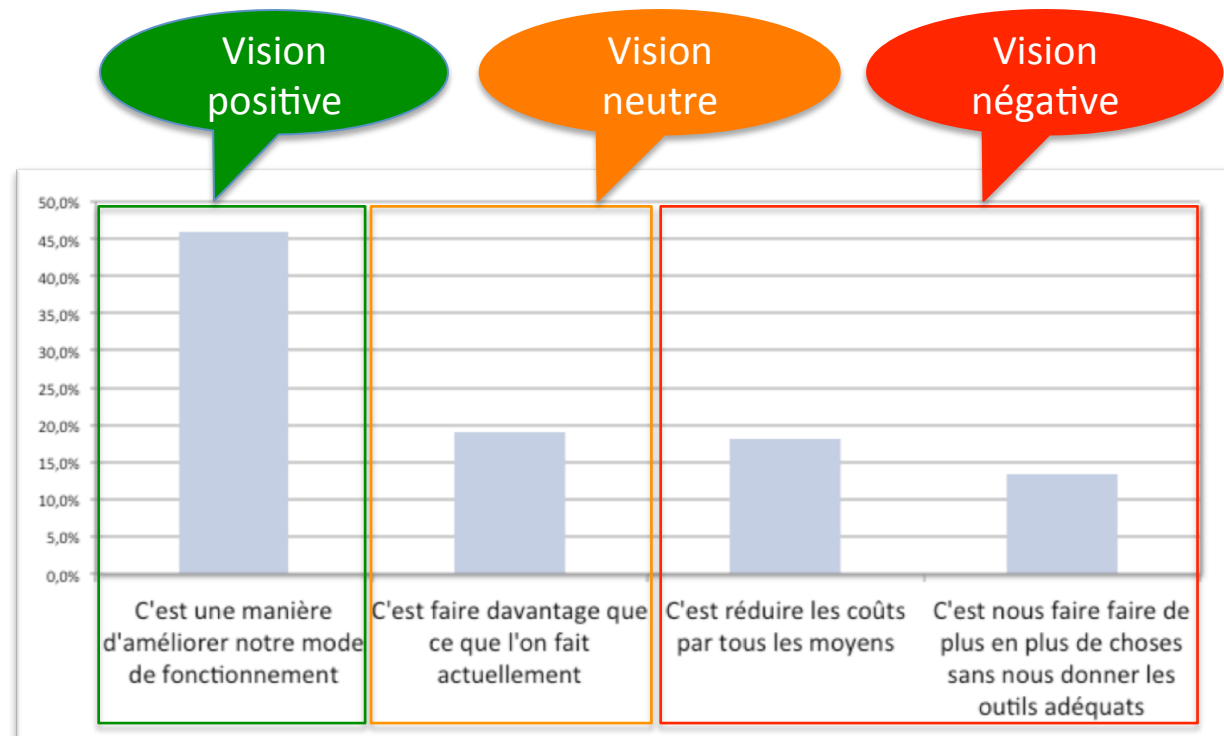 Vision
positive
Vision
neutre
Vision
négative
50,0%
45,0%
40,0%
35,0%
30,0%
25,0%
20,0%
15,0%
10,0%
5,0%
0,0%
C'est une manière
d'améliorer notre mode
de fonctionnement
C'est faire davantage que
ce que l'on fait
actuellement
C'est réduire les coûts
par tous les moyens
C'est nous faire faire de
plus en plus de choses
sans nous donner les
outils adéquats